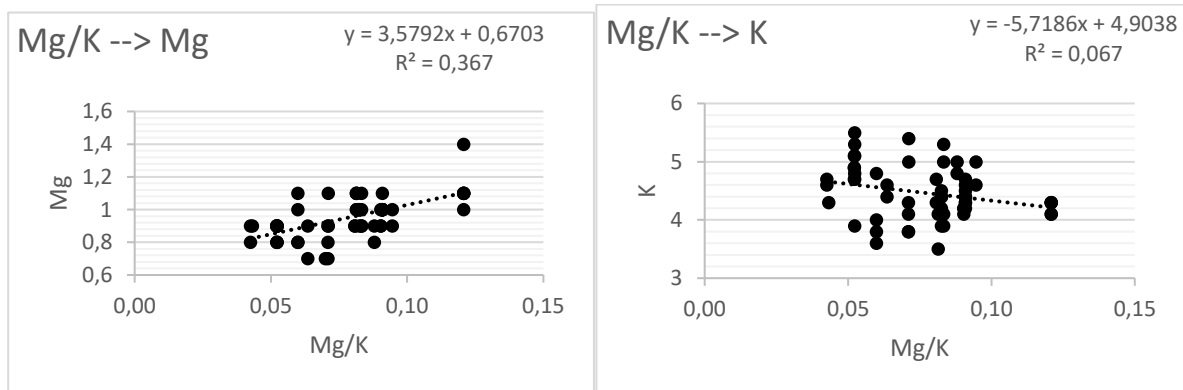 Mg/K --> Mg
y = 3,5792x + 0,6703
R² = 0,367
1,6
1,4
1,2
1
0,8
0,6
Mg
0,00
0,05
0,10
0,15
Mg/K
Mg/K --> K
y = -5,7186x + 4,9038
R² = 0,067
6
5
4
3
K
0,00
0,05
0,10
0,15
Mg/K